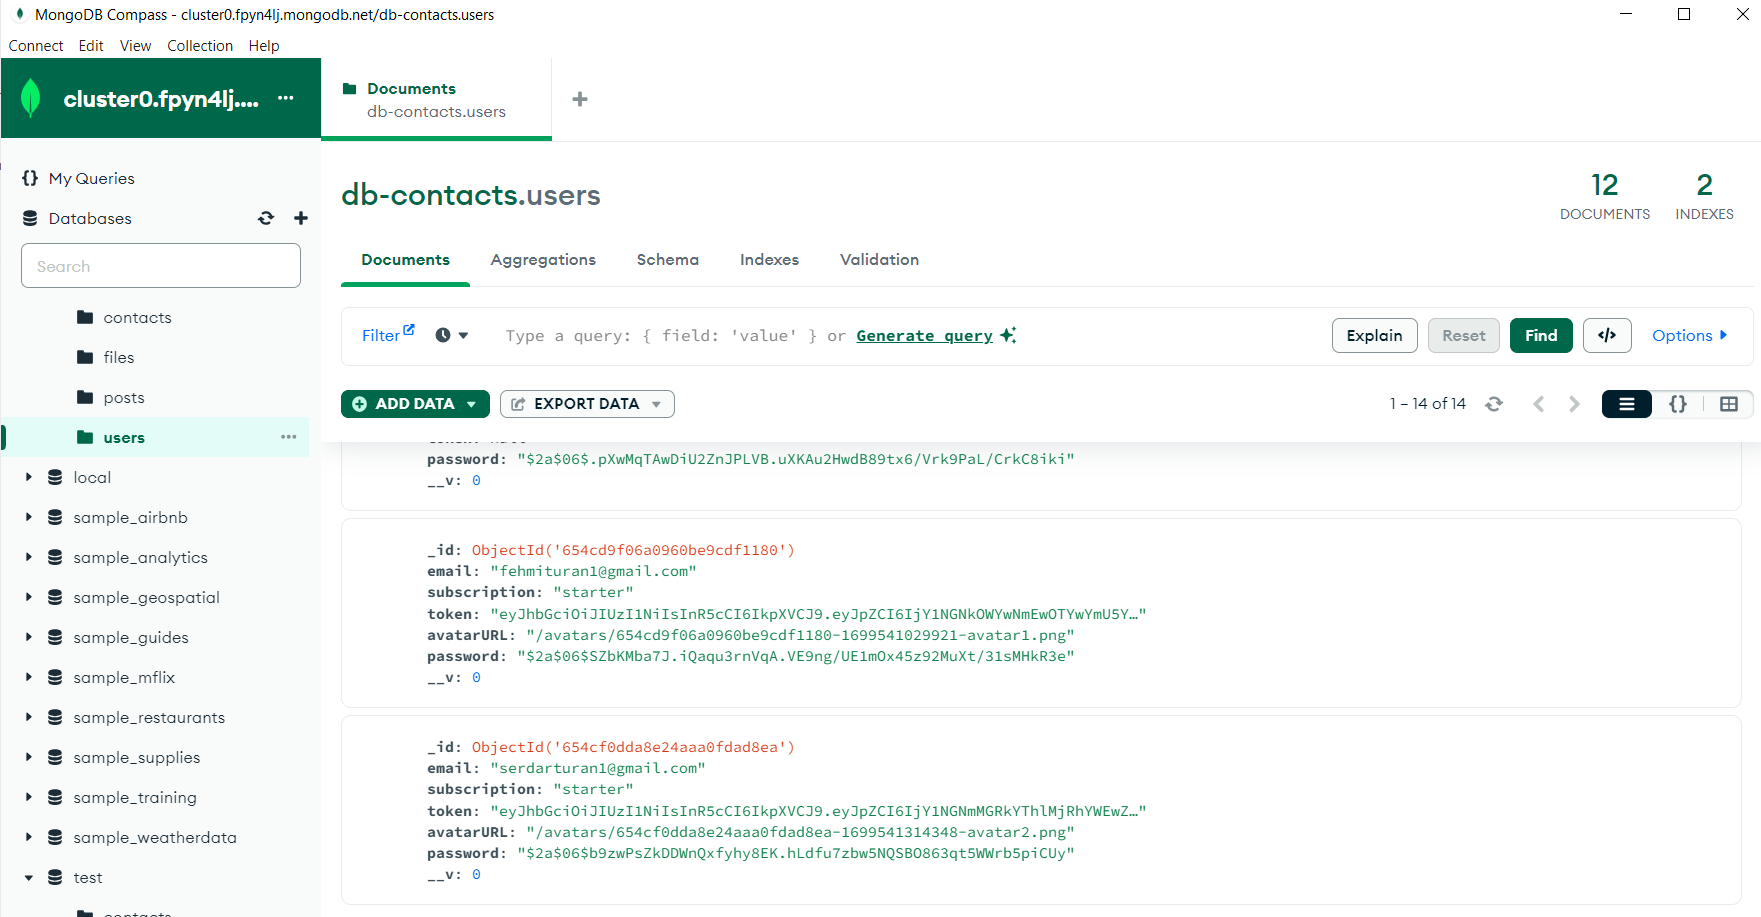 MongoDB Compass - cluster0.fpyn4lj.mongodb.net/db-contacts.users
Connect Edit View Collection Help
cluster0.fpyn4lj....
Documents
db-contacts.users
My Queries
Databases
Search
contacts
files
posts
users
local
sample_airbnb
sample_analytics
sample_geospatial
sample_guides
sample_mflix
sample_restaurants
sample_supplies
sample_training
sample_weatherdata
test
contacts
db-contacts.users
12
DOCUMENTS
2
INDEXES
Documents Aggregations Schema Indexes Validation
Filter Type a query: { field: 'value' } or Generate query Explain Reset Find </> Options
ADD DATA EXPORT DATA 1 – 14 of 14 {}
password: "$2a$06$.pXwMqTAwDiU2ZnJPLVB.uXKAu2HwdB89tx6/Vrk9PaL/CrkC8iki"
__v: 0
_id: ObjectId('654cd9f06a0960be9cdf1180')
email: "fehmituran1@gmail.com"
subscription: "starter"
token: "eyJhbGciOiJIUzI1NiIsInR5cCI6IkpXVCJ9.eyJpZCI6IjY1NGNkOWYwNmEwOTYwYmU5Y…"
avatarURL: "/avatars/654cd9f06a0960be9cdf1180-1699541029921-avatar1.png"
password: "$2a$06$SZbKMba7J.iQaqu3rnVqA.VE9ng/UE1mOx45z92MuXt/31sMHkR3e"
__v: 0
_id: ObjectId('654cf0dda8e24aaa0fdad8ea')
email: "serdarturan1@gmail.com"
subscription: "starter"
token: "eyJhbGciOiJIUzI1NiIsInR5cCI6IkpXVCJ9.eyJpZCI6IjY1NGNmMGRkYThlMjRhYWEwZ…"
avatarURL: "/avatars/654cf0dda8e24aaa0fdad8ea-1699541314348-avatar2.png"
password: "$2a$06$b9zwPsZkDDWnQxfyhy8EK.hLdfu7zbw5NQSBO863qt5WWrb5piCUy"
__v: 0